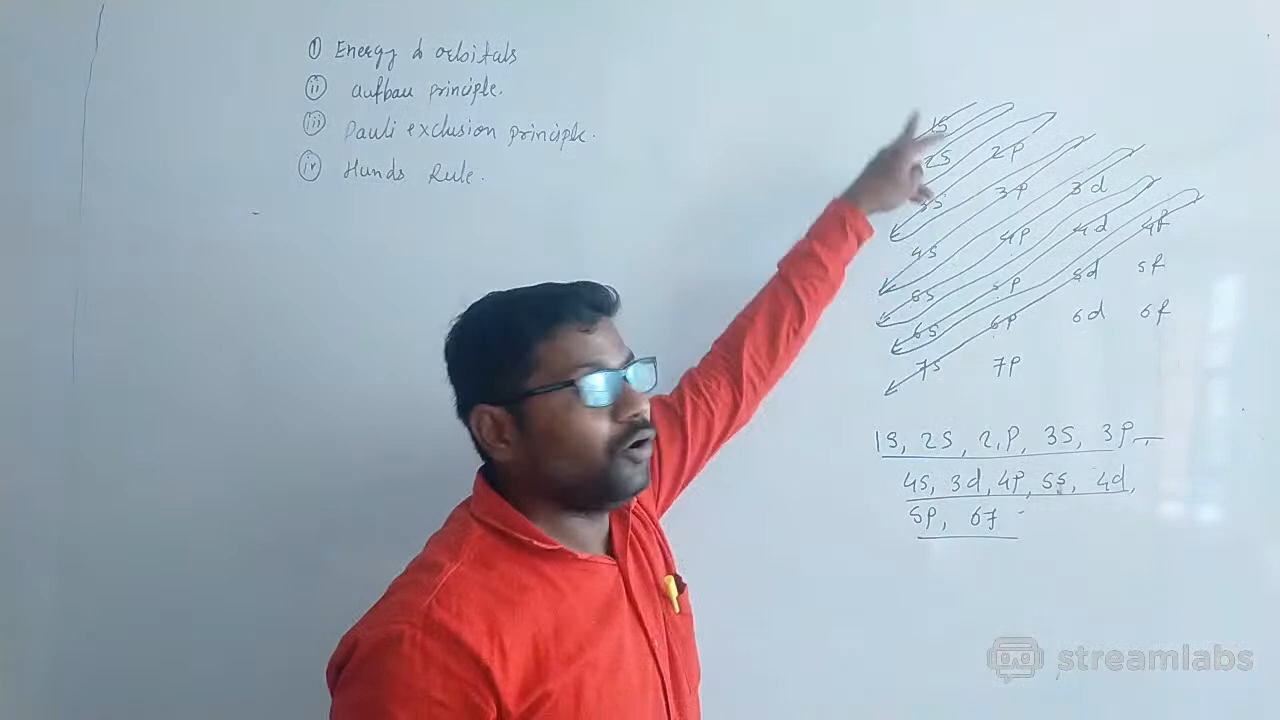 ① Energy & orbitals
ⅱ Aufbau principle.
ⅲ Pauli exclusion principle.
ⅳ Hunds Rule.
1s
2s 2p
3s 3p 3d
4s 4p 4d 4f
5s 5p 5d 5f
6s 6p 6d 6f
7s 7p
1s, 2s, 2p, 3s, 3p
4s, 3d, 4p, 5s, 4d,
5p, 6f
streamlabs